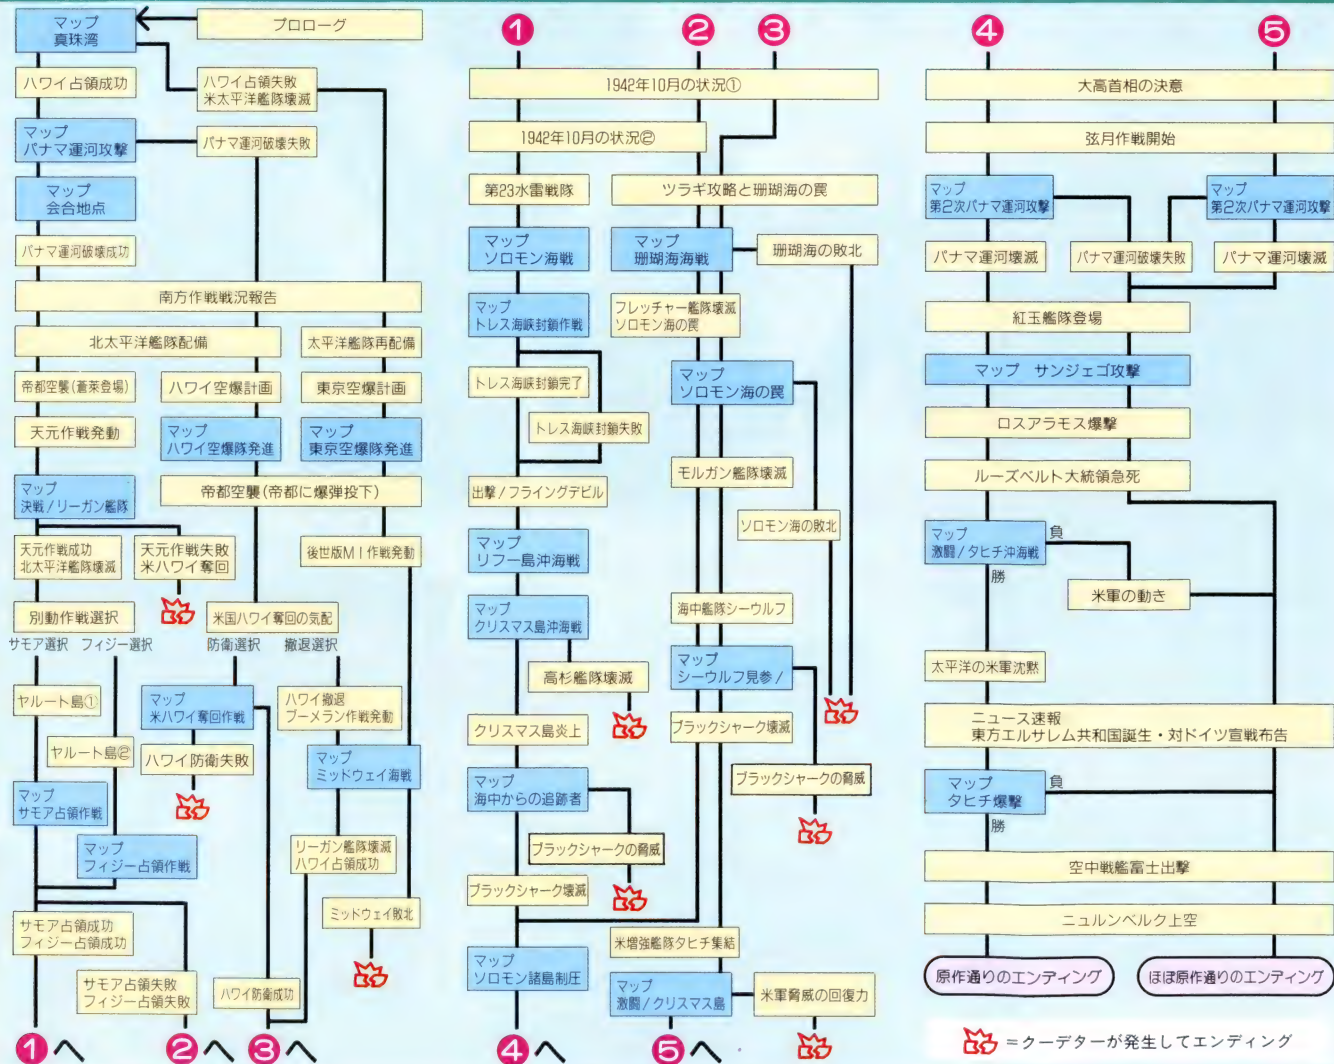 プロローグ
マップ
真珠湾
ハワイ占領成功
ハワイ占領失敗
米太平洋艦隊壊滅
マップ
パナマ運河攻撃
パナマ運河破壊失敗
マップ
会合地点
パナマ運河破壊成功
南方作戦戦況報告
北太平洋艦隊配備
太平洋艦隊再配備
帝都空襲(蒼莱登場)
ハワイ空爆計画
東京空爆計画
天元作戦発動
マップ
ハワイ空爆隊発進
マップ
東京空爆隊発進
マップ
決戦/リーガン艦隊
帝都空襲(帝都に爆弾投下)
天元作戦成功
北太平洋艦隊壊滅
天元作戦失敗
米ハワイ奪回
後世版MI作戦発動
別動作戦選択
米国ハワイ奪回の気配
サモア選択
フィジー選択
防衛選択
撤退選択
ヤルート島①
マップ
米ハワイ奪回作戦
ハワイ撤退
ブーメラン作戦発動
ヤルート島②
ハワイ防衛失敗
マップ
ミッドウェイ海戦
マップ
サモア占領作戦
マップ
フィジー占領作戦
リーガン艦隊壊滅
ハワイ占領成功
サモア占領成功
フィジー占領成功
ミッドウェイ敗北
サモア占領失敗
フィジー占領失敗
ハワイ防衛成功
①へ
②へ
③へ
①
②
③
1942年10月の状況①
1942年10月の状況②
第23水雷戦隊
ツラギ攻略と珊瑚海の罠
マップ
ソロモン海戦
マップ
珊瑚海海戦
珊瑚海の敗北
マップ
トレス海峡封鎖作戦
フレッチャー艦隊壊滅
ソロモン海の罠
トレス海峡封鎖完了
マップ
ソロモン海の罠
トレス海峡封鎖失敗
モルガン艦隊壊滅
出撃/フライングデビル
ソロモン海の敗北
マップ
リフー島沖海戦
マップ
クリスマス島沖海戦
海中艦隊シーウルフ
高杉艦隊壊滅
マップ
シーウルフ見参/
クリスマス島炎上
ブラックシャーク壊滅
マップ
海中からの追跡者
ブラックシャークの脅威
ブラックシャークの脅威
ブラックシャーク壊滅
米増強艦隊タヒチ集結
マップ
ソロモン諸島制圧
マップ
激闘/クリスマス島
米軍脅威の回復力
④へ
⑤へ
④
⑤
大高首相の決意
弦月作戦開始
マップ
第2次パナマ運河攻撃
マップ
第2次パナマ運河攻撃
パナマ運河壊滅
パナマ運河破壊失敗
パナマ運河壊滅
紅玉艦隊登場
マップ サンジェゴ攻撃
ロスアラモス爆撃
ルーズベルト大統領急死
マップ
激闘/タヒチ沖海戦
負
勝
米軍の動き
太平洋の米軍沈黙
ニュース速報
東方エルサレム共和国誕生・対ドイツ宣戦布告
マップ
タヒチ爆撃
負
勝
空中戦艦富士出撃
ニュルンベルク上空
原作通りのエンディング
ほぼ原作通りのエンディング
=クーデターが発生してエンディング